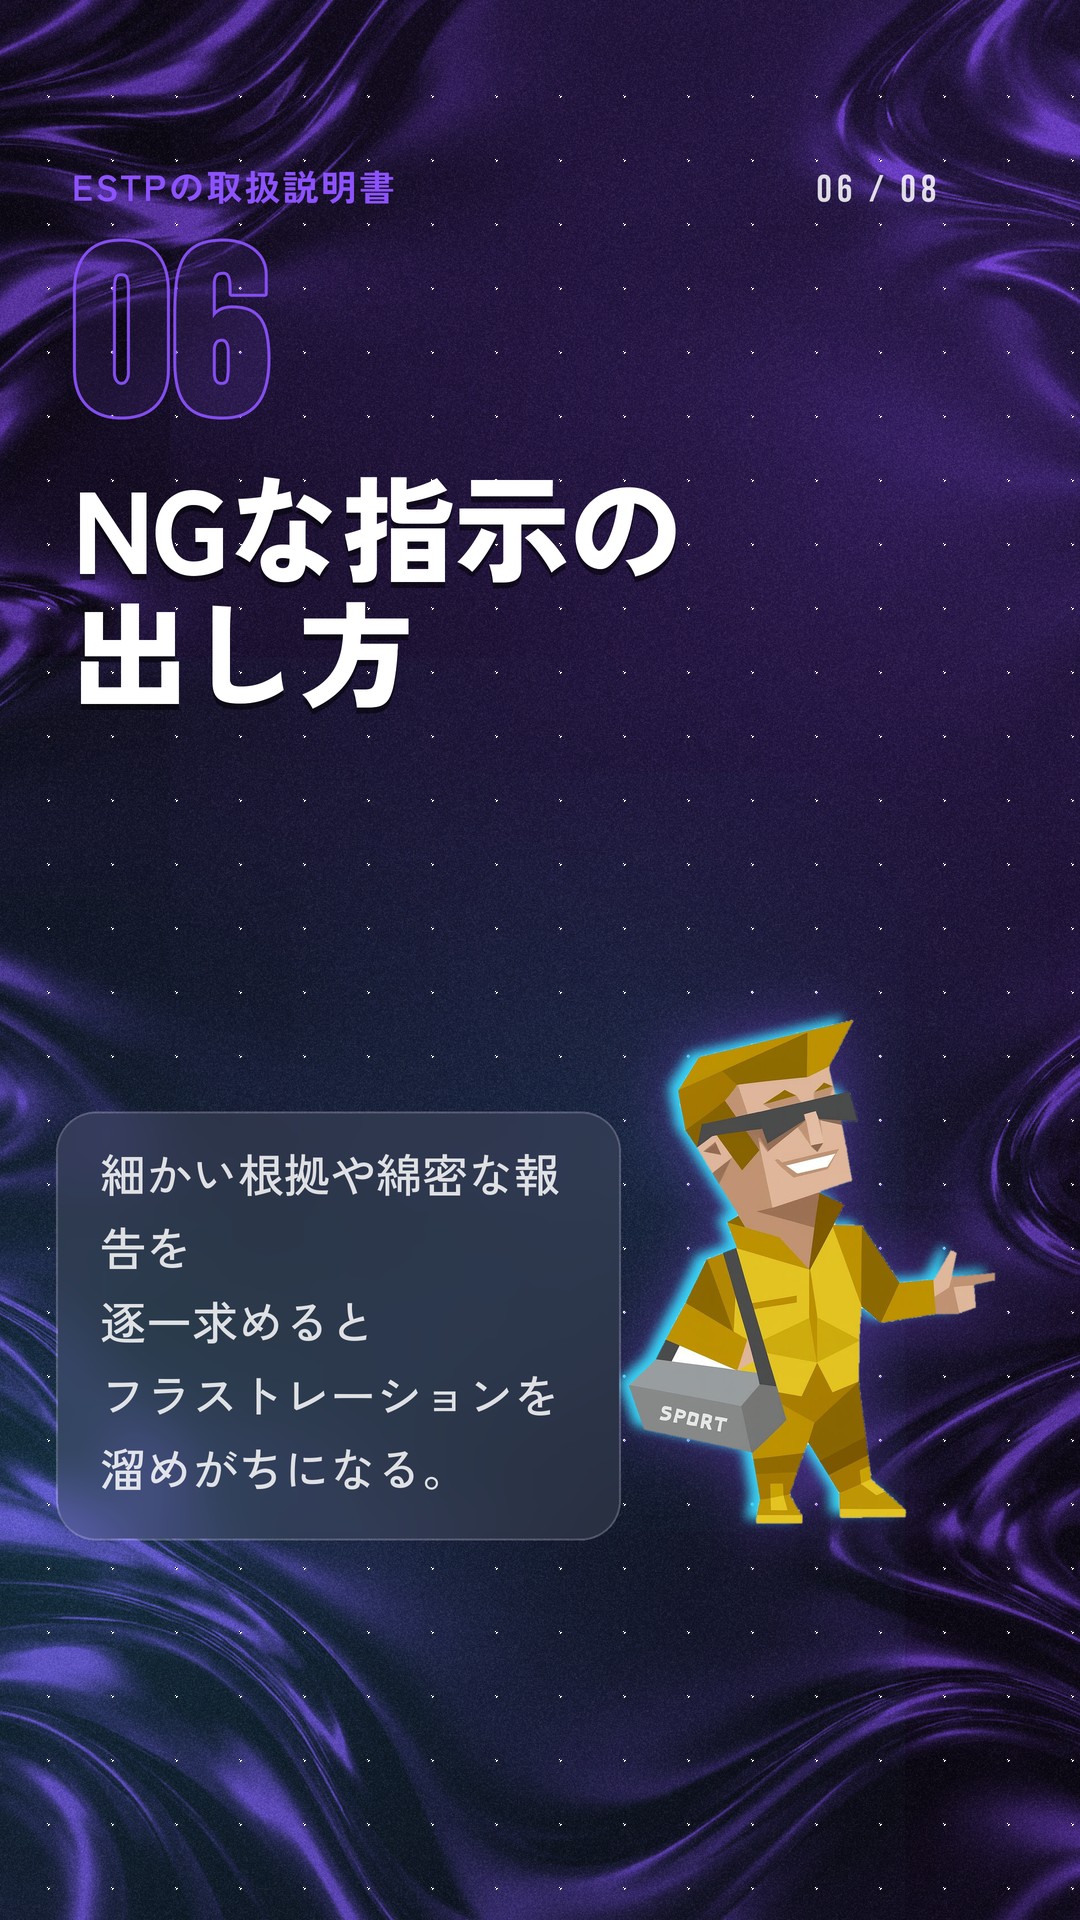 ESTPの取扱説明書
06 / 08
06
NGな指示の
出し方
細かい根拠や綿密な報
告を
逐一求めると
フラストレーションを
溜めがちになる。
SPORT